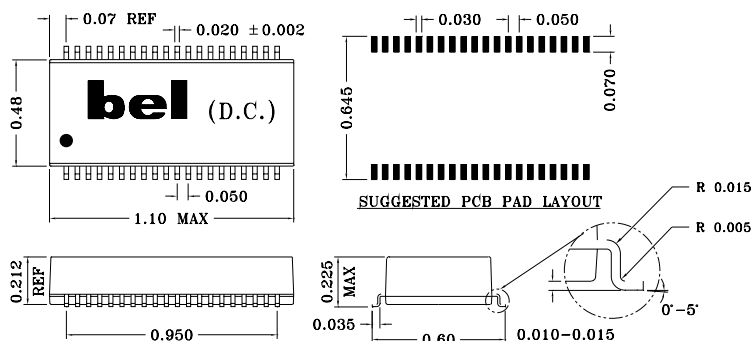 0.07 REF
0.020 ±0.002
0.030
0.050
0.48
bel (D.C.)
0.645
0.070
0.050
1.10 MAX
SUGGESTED PCB PAD LAYOUT
R 0.015
R 0.005
0.212 REF
0.225 MAX
0.035
0°-5°
0.950
0.60
0.010-0.015